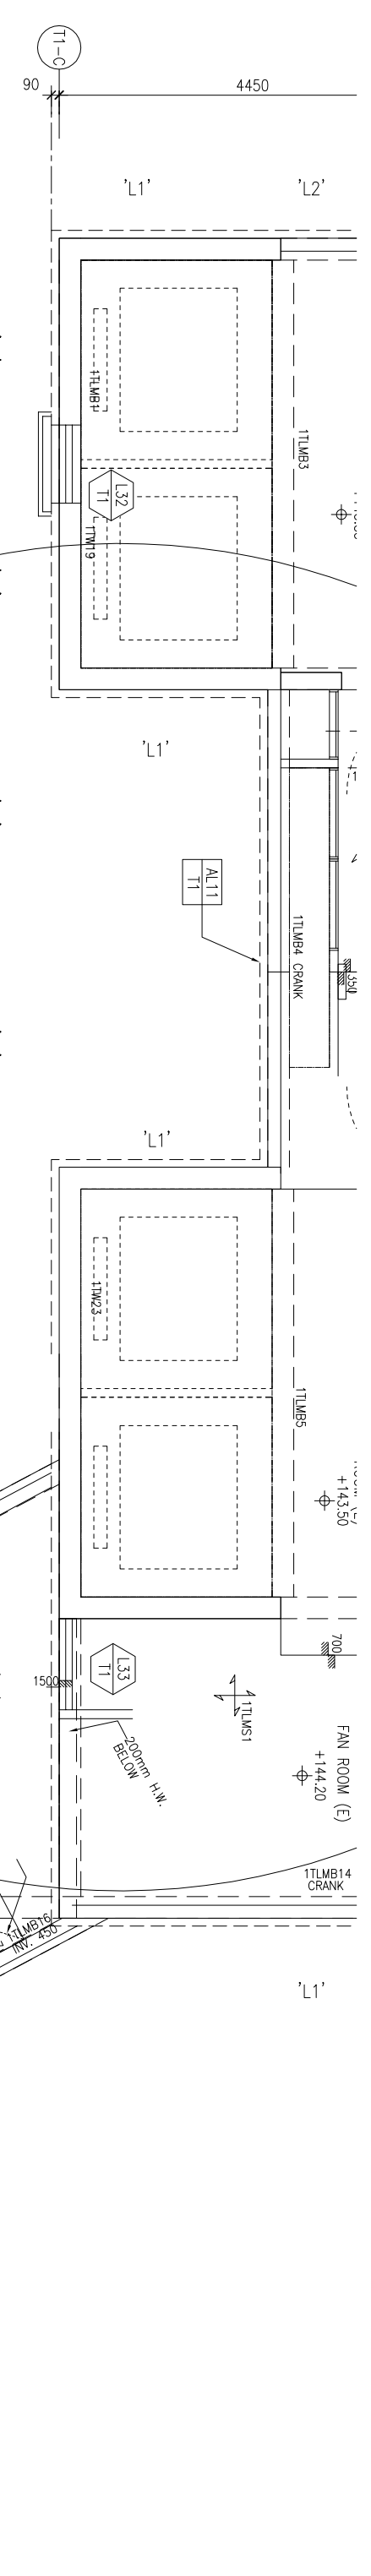 T1-C
90
4450
'L1'
'L2'
1TLMB1
1TLMB3
L32
T1
1TW19
'L1'
AL11
T1
1TLMB4 CRANK
350
'L1'
1TW23
1TLMB5
+143.50
700
L33
T1
1500
1TLMS1
200mm H.W.
BELOW
FAN ROOM (E)
+144.20
1TLMB14
CRANK
1TLMB16
INV. 450
'L1'